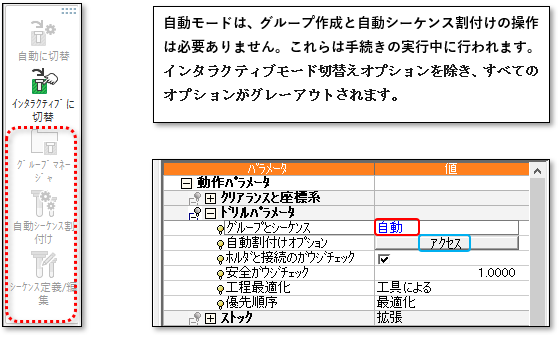 自動に切替
インタラクティブに
切替
グループマネー
ジャ
自動シーケンス割
付け
シーケンス定義/編
集
自動モードは、グループ作成と自動シーケンス割付けの操作
は必要ありません。これらは手続きの実行中に行われます。
インタラクティブモード切替えオプションを除き、すべての
オプションがグレーアウトされます。
パラメータ 値
動作パラメータ
クリアランスと座標系
ドリルパラメータ
グループとシーケンス 自動
自動割付けオプション アクセス
ホルダと接続のガウジチェック
安全ガウジチェック 1.0000
工程最適化 工具による
優先順序 最適化
ストック 拡張